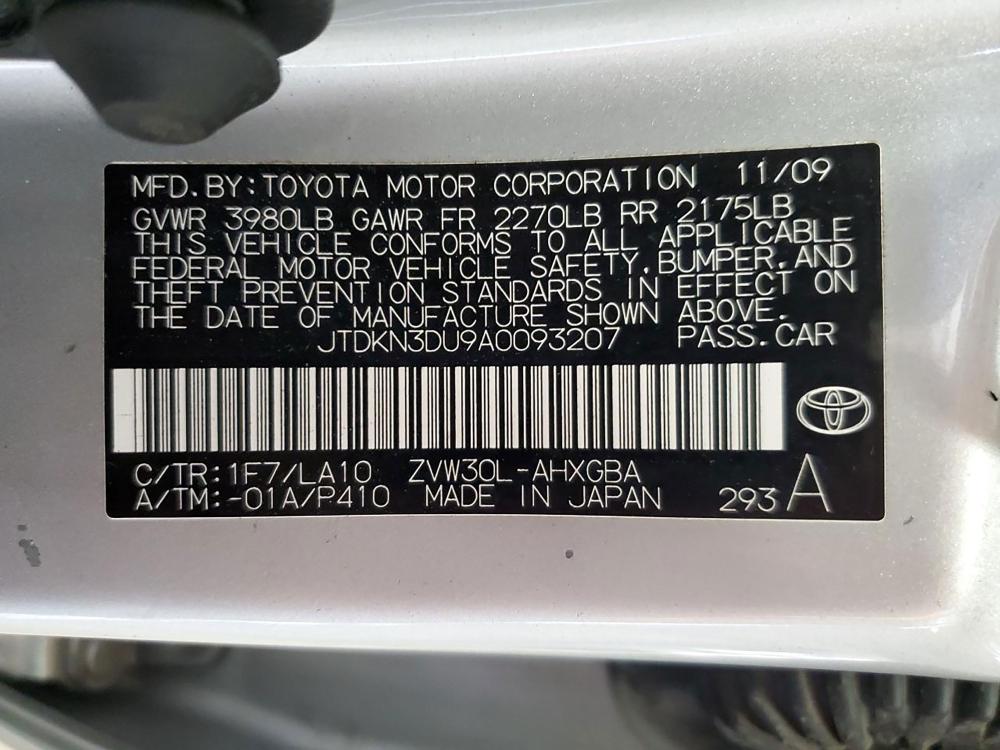 MFD.BY:TOYOTA MOTOR CORPORATION 11/09
GVWR 3980LB GAWR FR 2270LB RR 2175LB
THIS VEHICLE CONFORMS TO ALL APPLICABLE
FEDERAL MOTOR VEHICLE SAFETY,BUMPER,AND
THEFT PREVENTION STANDARDS IN EFFECT ON
THE DATE OF MANUFACTURE SHOWN ABOVE.
JTDKN3DU9A0093207 PASS.CAR
C/TR:1F7/LA10 ZVW30L-AHXGBA
A/TM:-01A/P410 MADE IN JAPAN 293 A